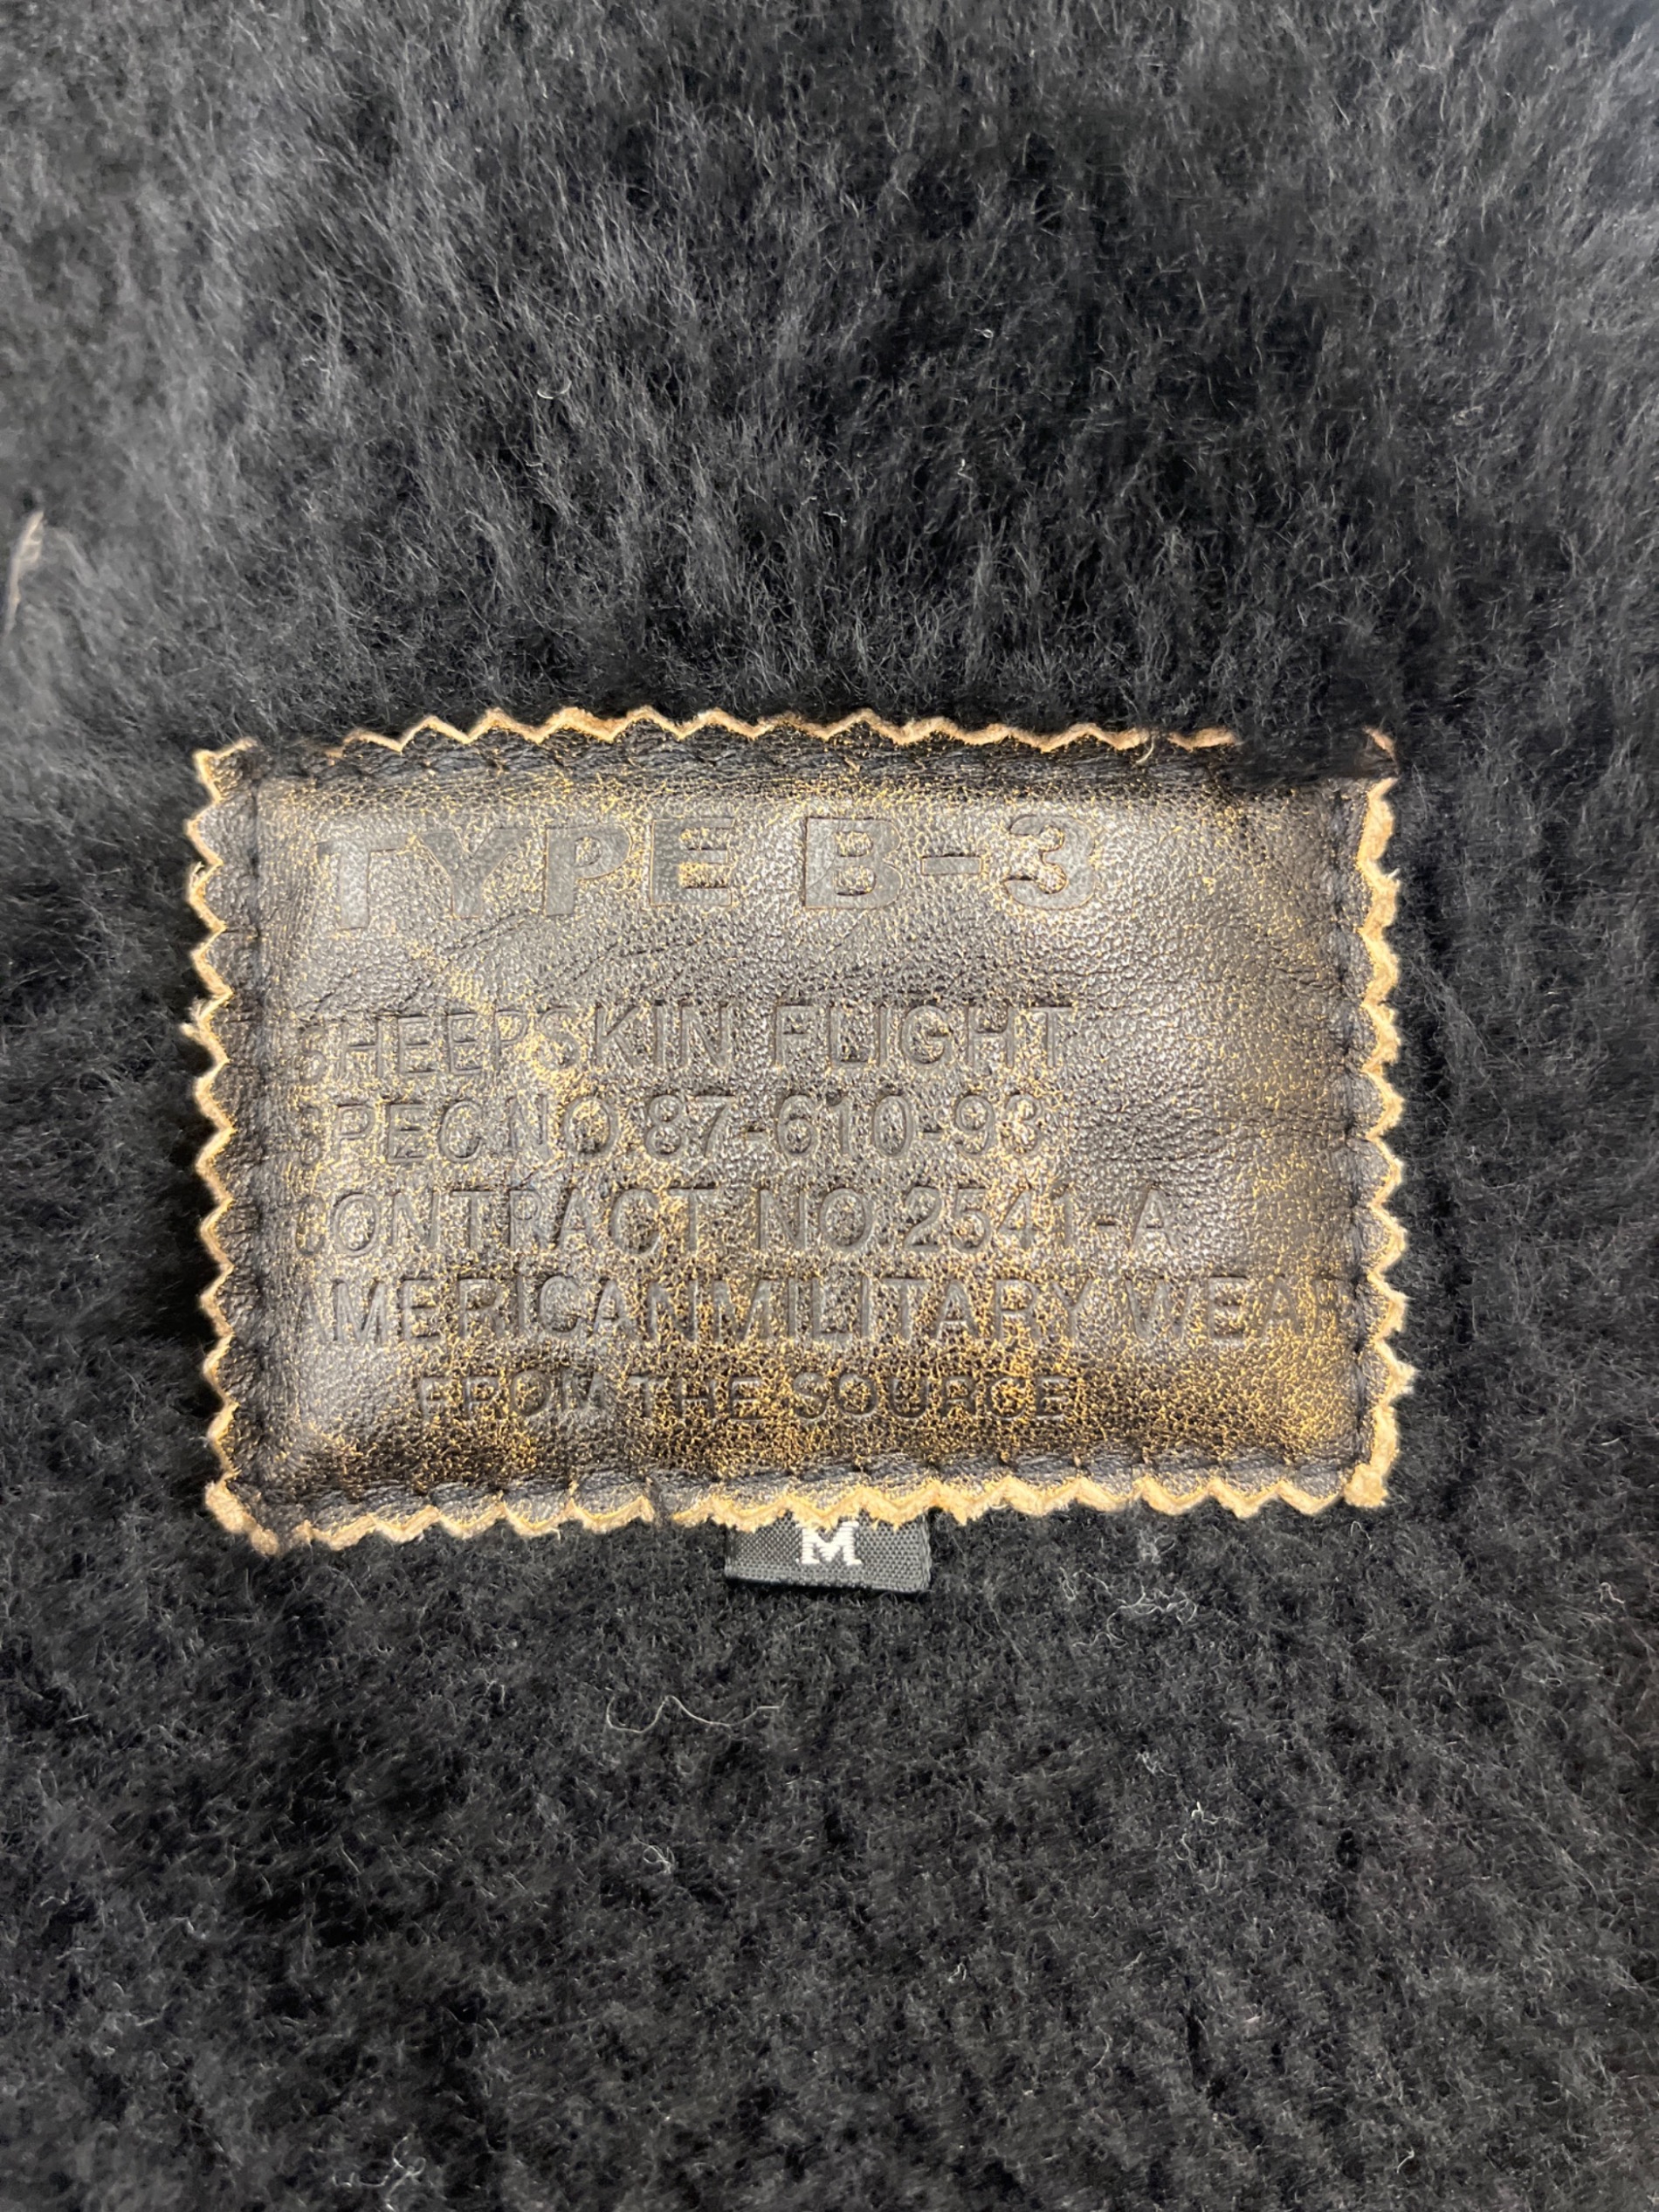 TYPE B-3
SHEEPSKIN FLIGHT
SPEC.NO 87-610-93
CONTRACT NO.2541-A
AMERICANMILITARY WEAR
FROM THE SOURCE
M